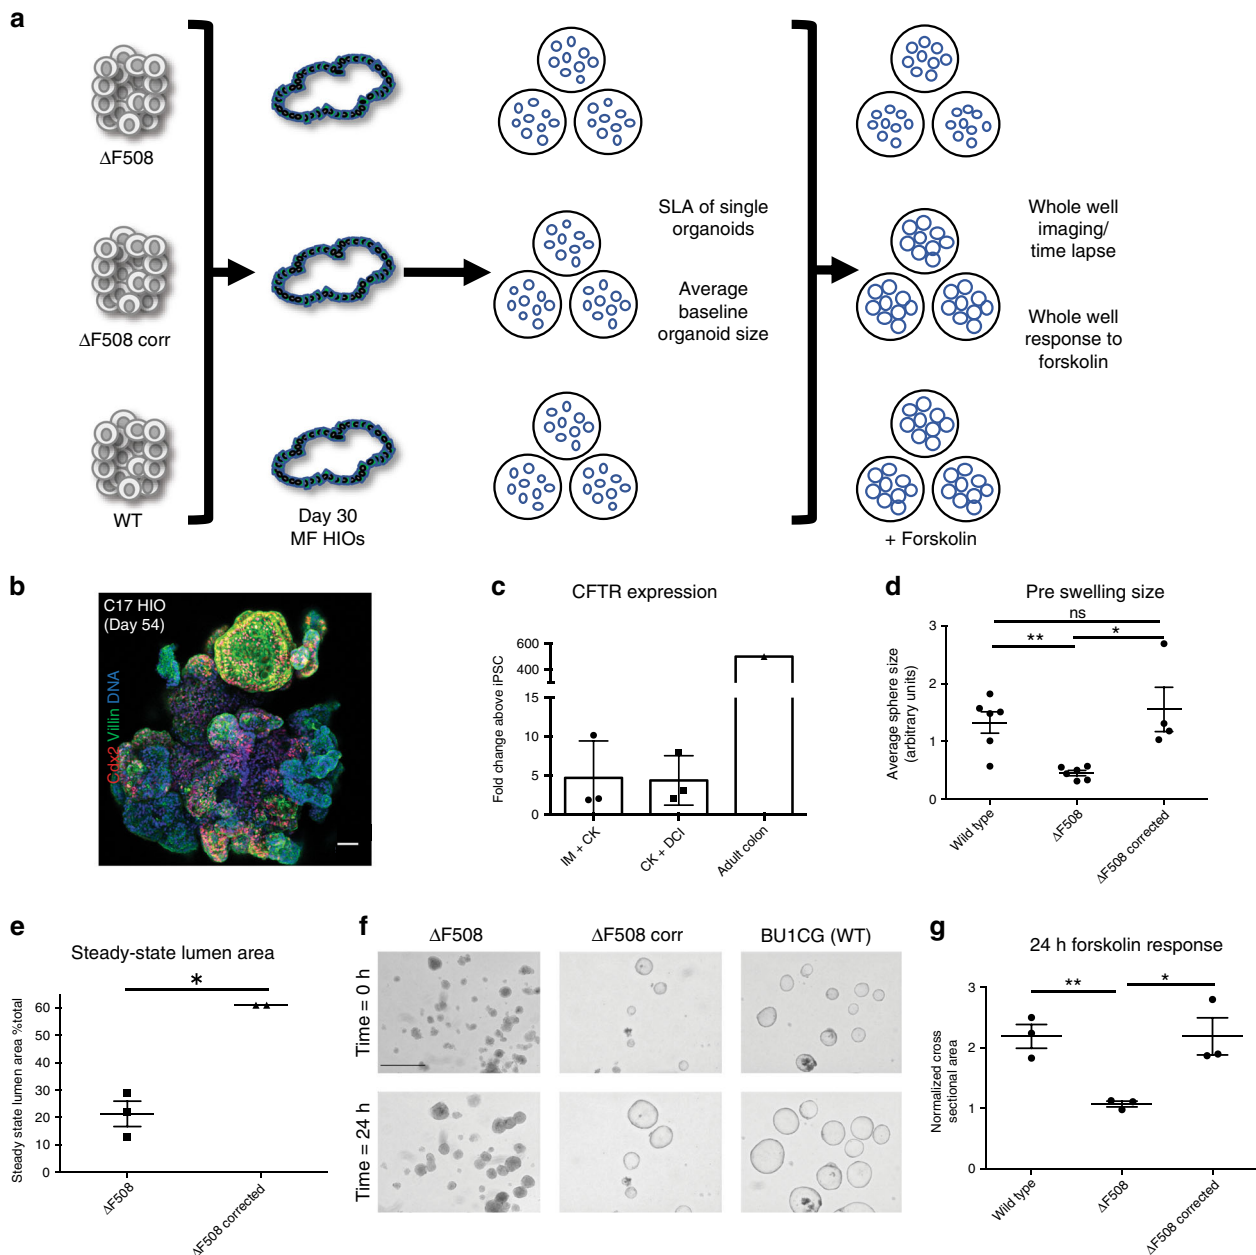 a
ΔF508
ΔF508 corr
WT
Day 30
MF HIOs
SLA of single
organoids
Average
baseline
organoid size
Whole well
imaging/
time lapse
Whole well
response to
forskolin
+ Forskolin
b
C17 HIO
(Day 54)
Cdx2 Villin DNA
c
CFTR expression
Fold change above iPSC
600
400
15
10
5
0
IM + CK
CK + DCI
Adult colon
d
Pre swelling size
ns
**
*
Average sphere size
(arbitrary units)
3
2
1
0
Wild type
ΔF508
ΔF508 corrected
e
Steady-state lumen area
*
Steady state lumen area %total
60
50
40
30
20
10
0
ΔF508
ΔF508 corrected
f
ΔF508
ΔF508 corr
BU1CG (WT)
Time = 0 h
Time = 24 h
g
24 h forskolin response
**
*
Normalized cross
sectional area
3
2
1
0
Wild type
ΔF508
ΔF508 corrected